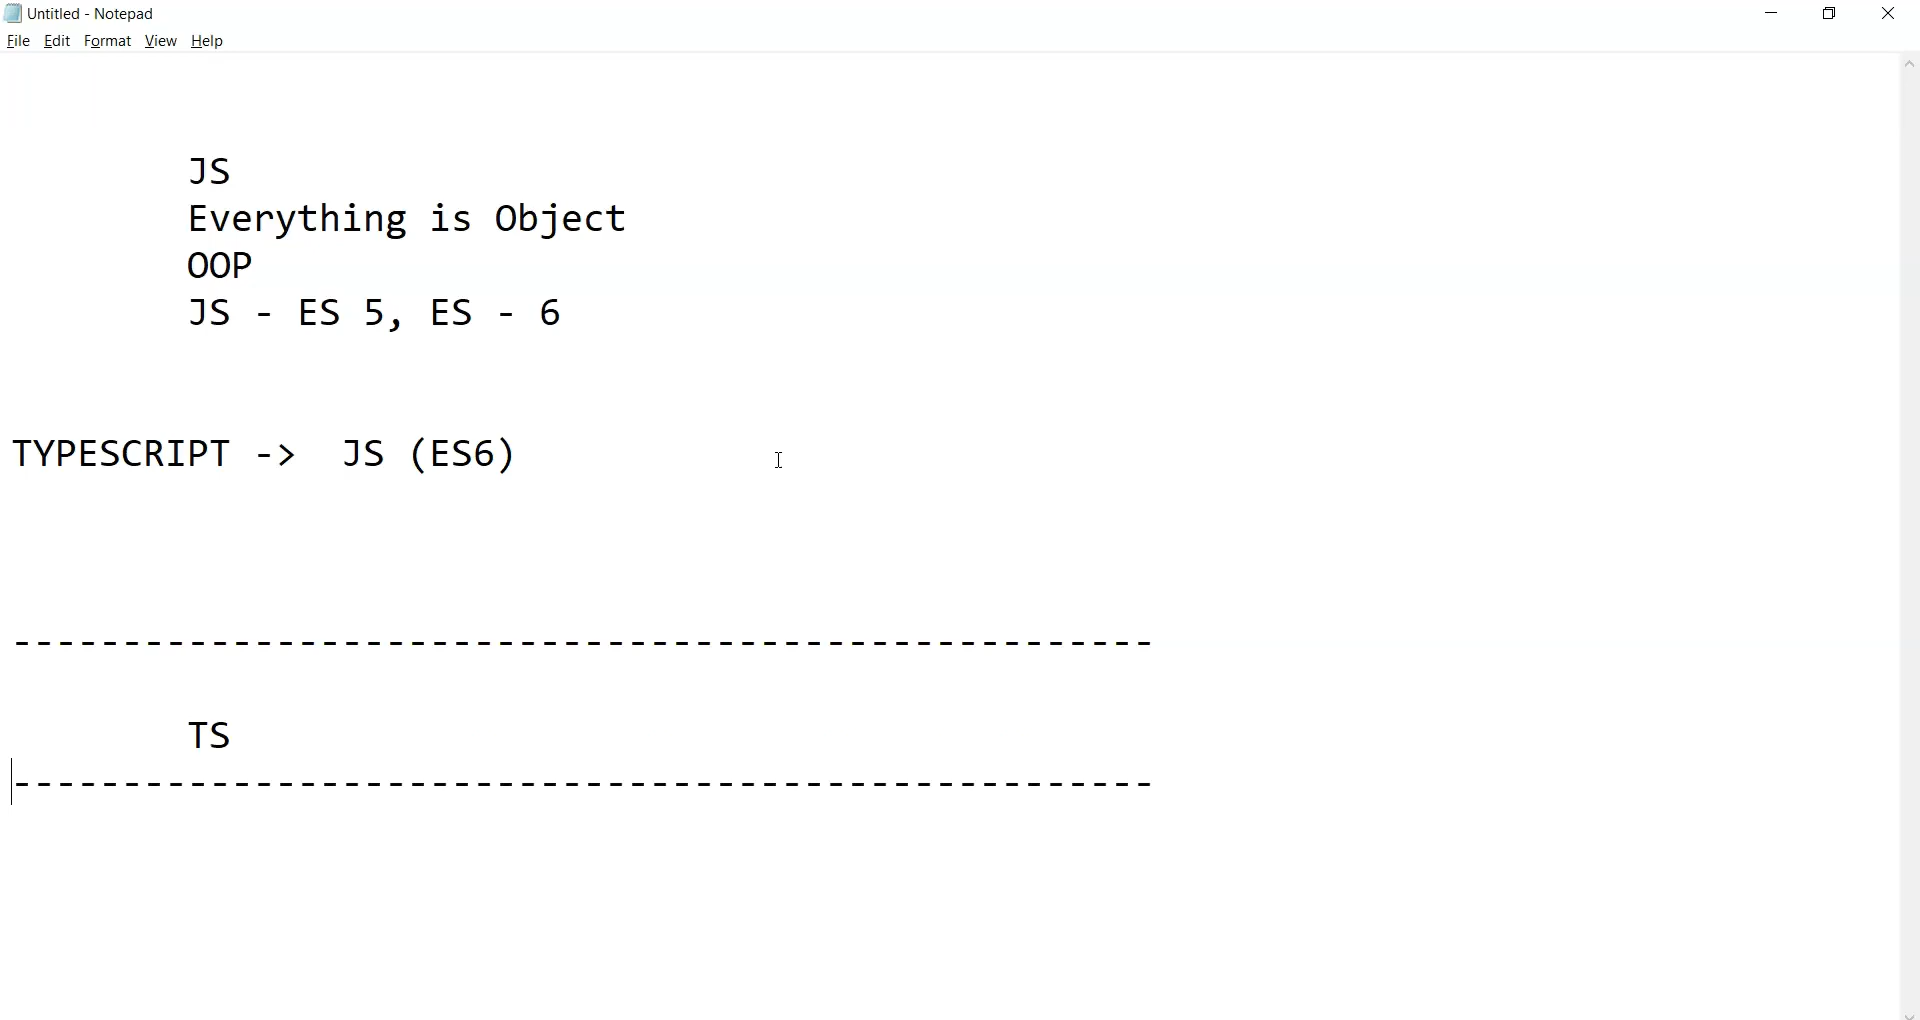 Untitled - Notepad
File Edit Format View Help
JS
Everything is Object
OOP
JS - ES 5, ES - 6
TYPESCRIPT -> JS (ES6)
-----------------------------------------------------
TS
-----------------------------------------------------